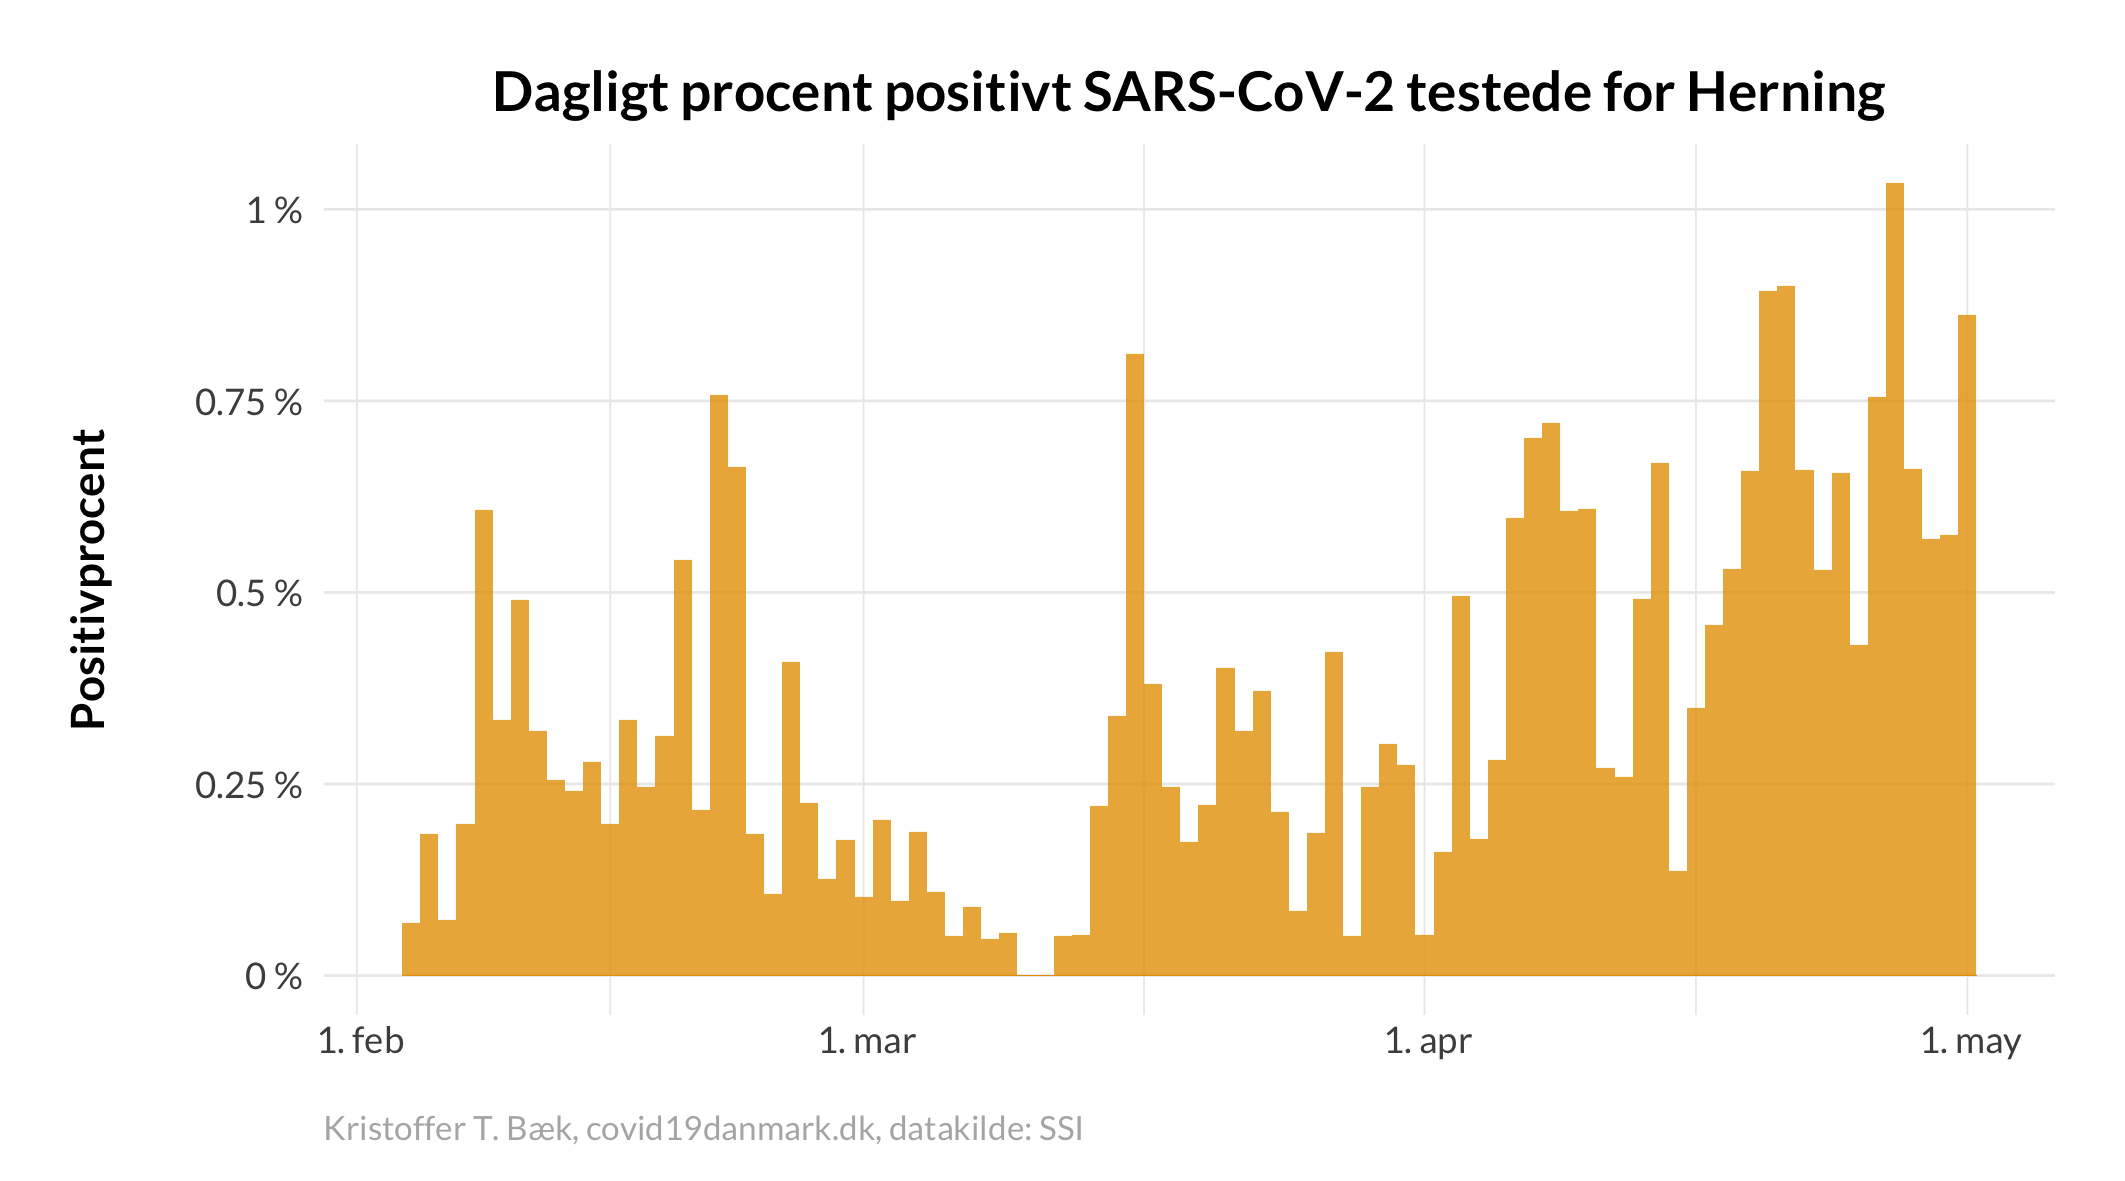 Dagligt procent positivt SARS-CoV-2 testede for Herning
Positivprocent
1 %
0.75 %
0.5 %
0.25 %
0 %
1. feb
1. mar
1. apr
1. may
Kristoffer T. Bæk, covid19danmark.dk, datakilde: SSI